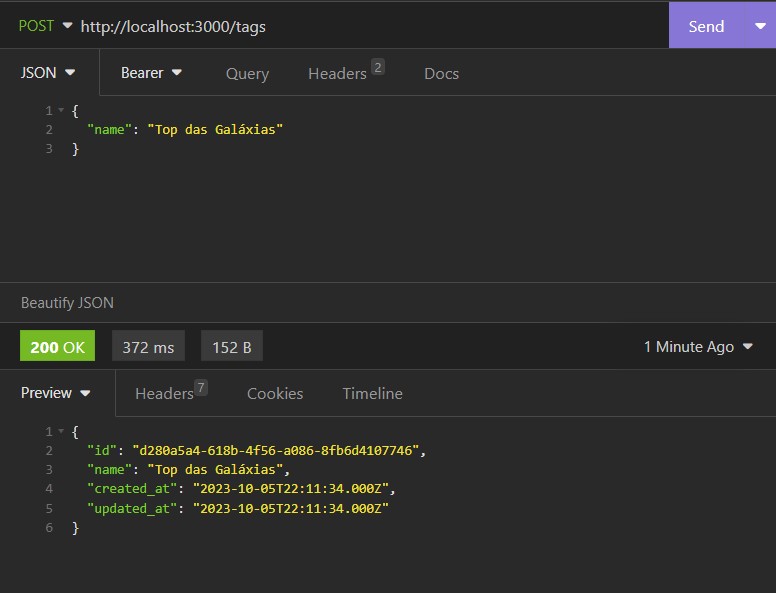 POST http://localhost:3000/tags Send
JSON Bearer Query Headers 2 Docs
1 {
2 "name": "Top das Galáxias"
3 }
Beautify JSON
200 OK 372 ms 152 B 1 Minute Ago
Preview Headers 7 Cookies Timeline
1 {
2 "id": "d280a5a4-618b-4f56-a086-8fb6d4107746",
3 "name": "Top das Galáxias",
4 "created_at": "2023-10-05T22:11:34.000Z",
5 "updated_at": "2023-10-05T22:11:34.000Z"
6 }